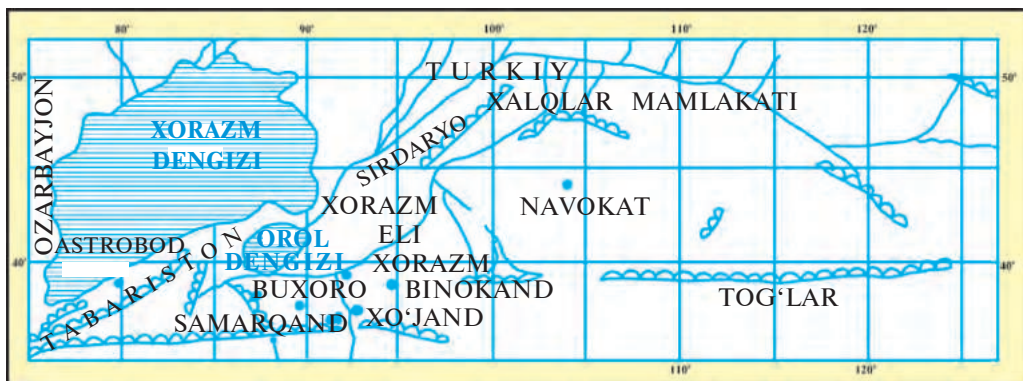 80° 90° 100° 110° 120°
50° 50°
TURKIY
XALQLAR MAMLAKATI
OZARBAYJON
XORAZM
DENGIZI
SIRDARYO
XORAZM
ELI
NAVOKAT
ASTROBOD
TABARISTON
OROL
DENGIZI
40° 40°
XORAZM
BUXORO
BINOKAND
TOG‘LAR
SAMARQAND
XO‘JAND
110° 120°